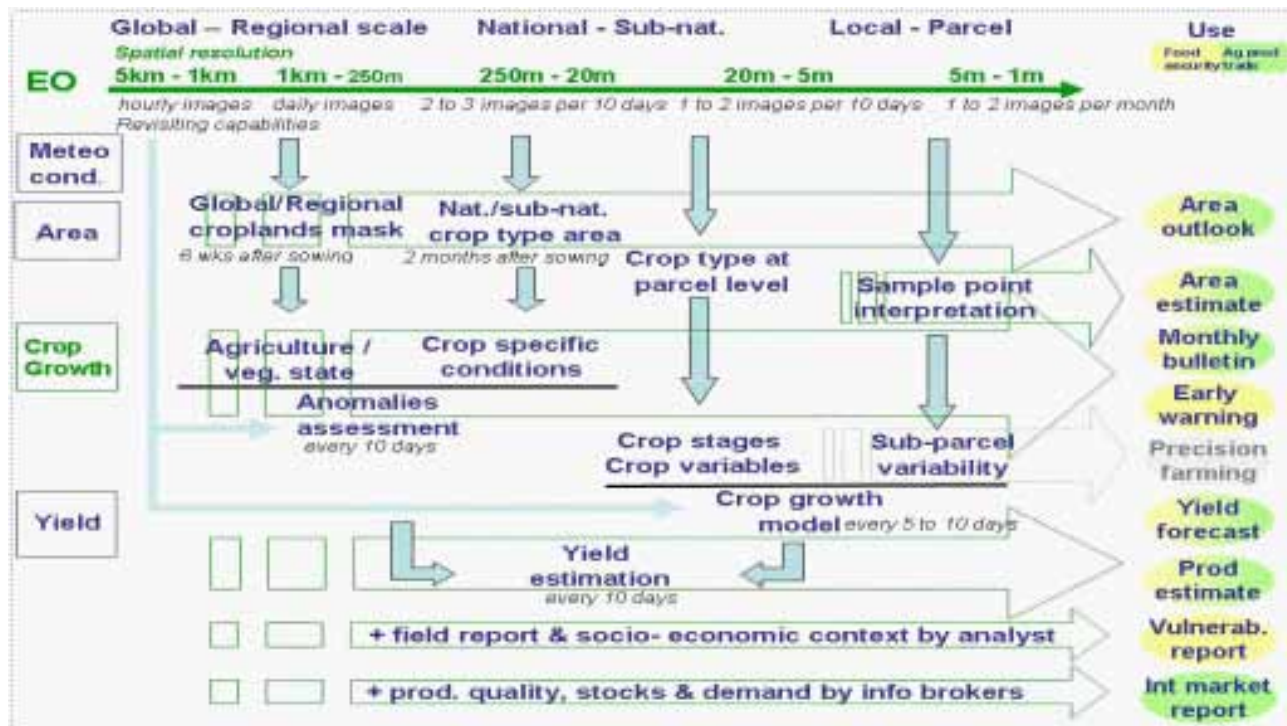 Global – Regional scale National - Sub-nat. Local - Parcel Use
Spatial resolution
Food security Ag.prod trade
EO 5km - 1km 1km - 250m 250m - 20m 20m - 5m 5m - 1m
hourly images daily images 2 to 3 images per 10 days 1 to 2 images per 10 days 1 to 2 images per month
Revisiting capabilities
Meteo
cond.
Area
Global/Regional
croplands mask
6 wks after sowing
Nat./sub-nat.
crop type area
2 months after sowing
Crop type at
parcel level
Sample point
interpretation
Area
outlook
Area
estimate
Crop
Growth
Agriculture /
veg. state
Crop specific
conditions
Anomalies
assessment
every 10 days
Crop stages
Crop variables
Sub-parcel
variability
Monthly
bulletin
Early
warning
Precision
farming
Crop growth
model every 5 to 10 days
Yield
Yield
estimation
every 10 days
Yield
forecast
Prod
estimate
+ field report & socio- economic context by analyst
Vulnerab.
report
+ prod. quality, stocks & demand by info brokers
Int market
report